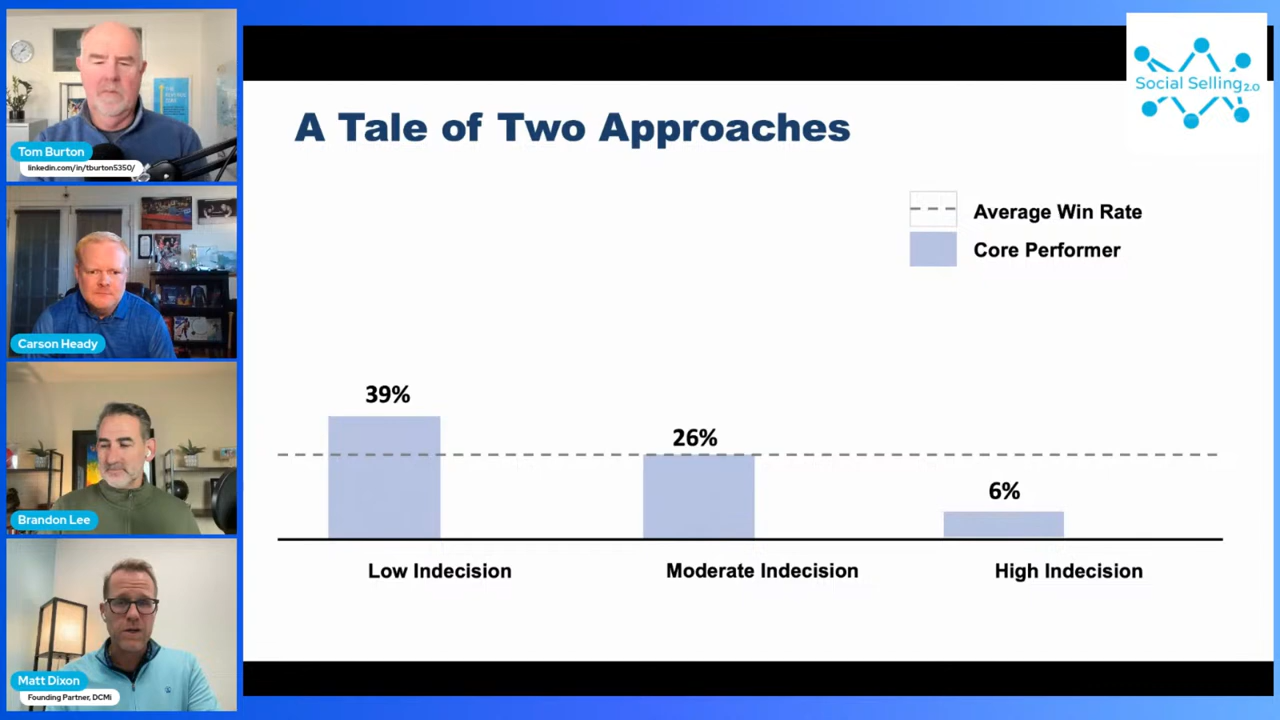 Tom Burton
linkedin.com/in/tburton5350/
Carson Heady
Brandon Lee
Matt Dixon
Founding Partner, DCMi
Social Selling 2.0
A Tale of Two Approaches
Average Win Rate
Core Performer
39%
26%
6%
Low Indecision
Moderate Indecision
High Indecision